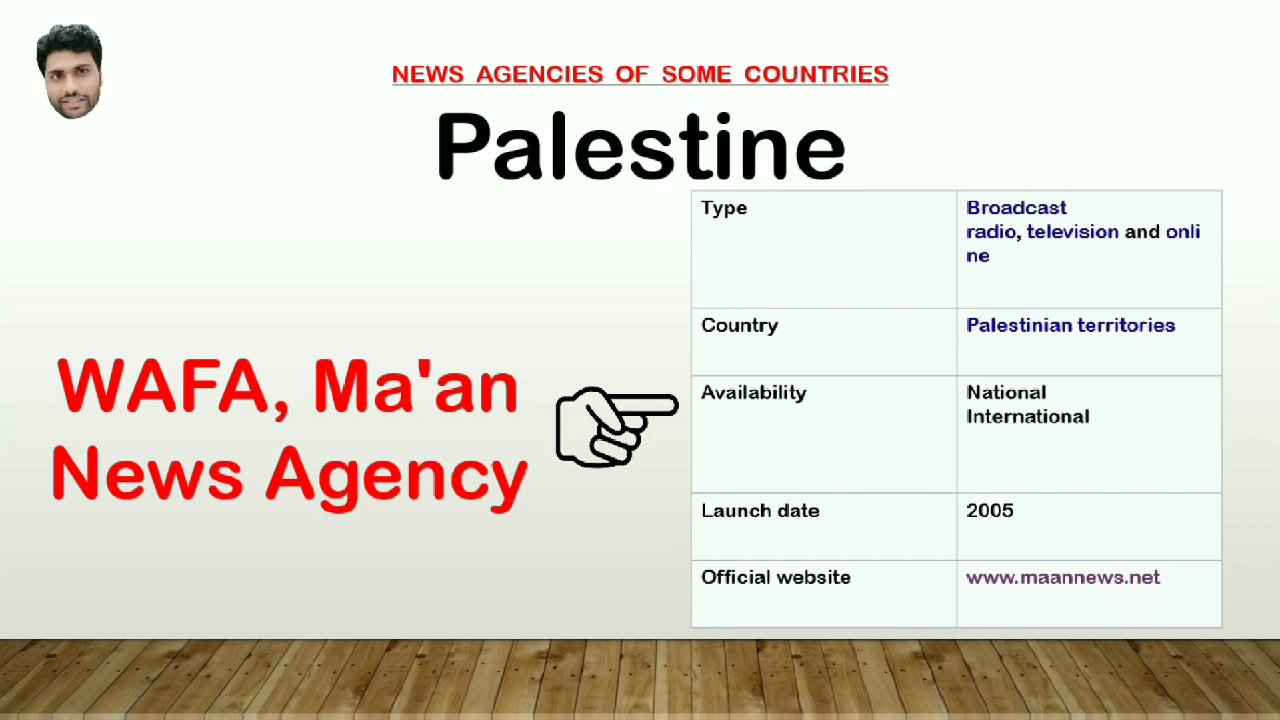 NEWS AGENCIES OF SOME COUNTRIES
Palestine
WAFA, Ma'an
News Agency
Type
Broadcast
radio, television and onli
ne
Country
Palestinian territories
Availability
National
International
Launch date
2005
Official website
www.maannews.net